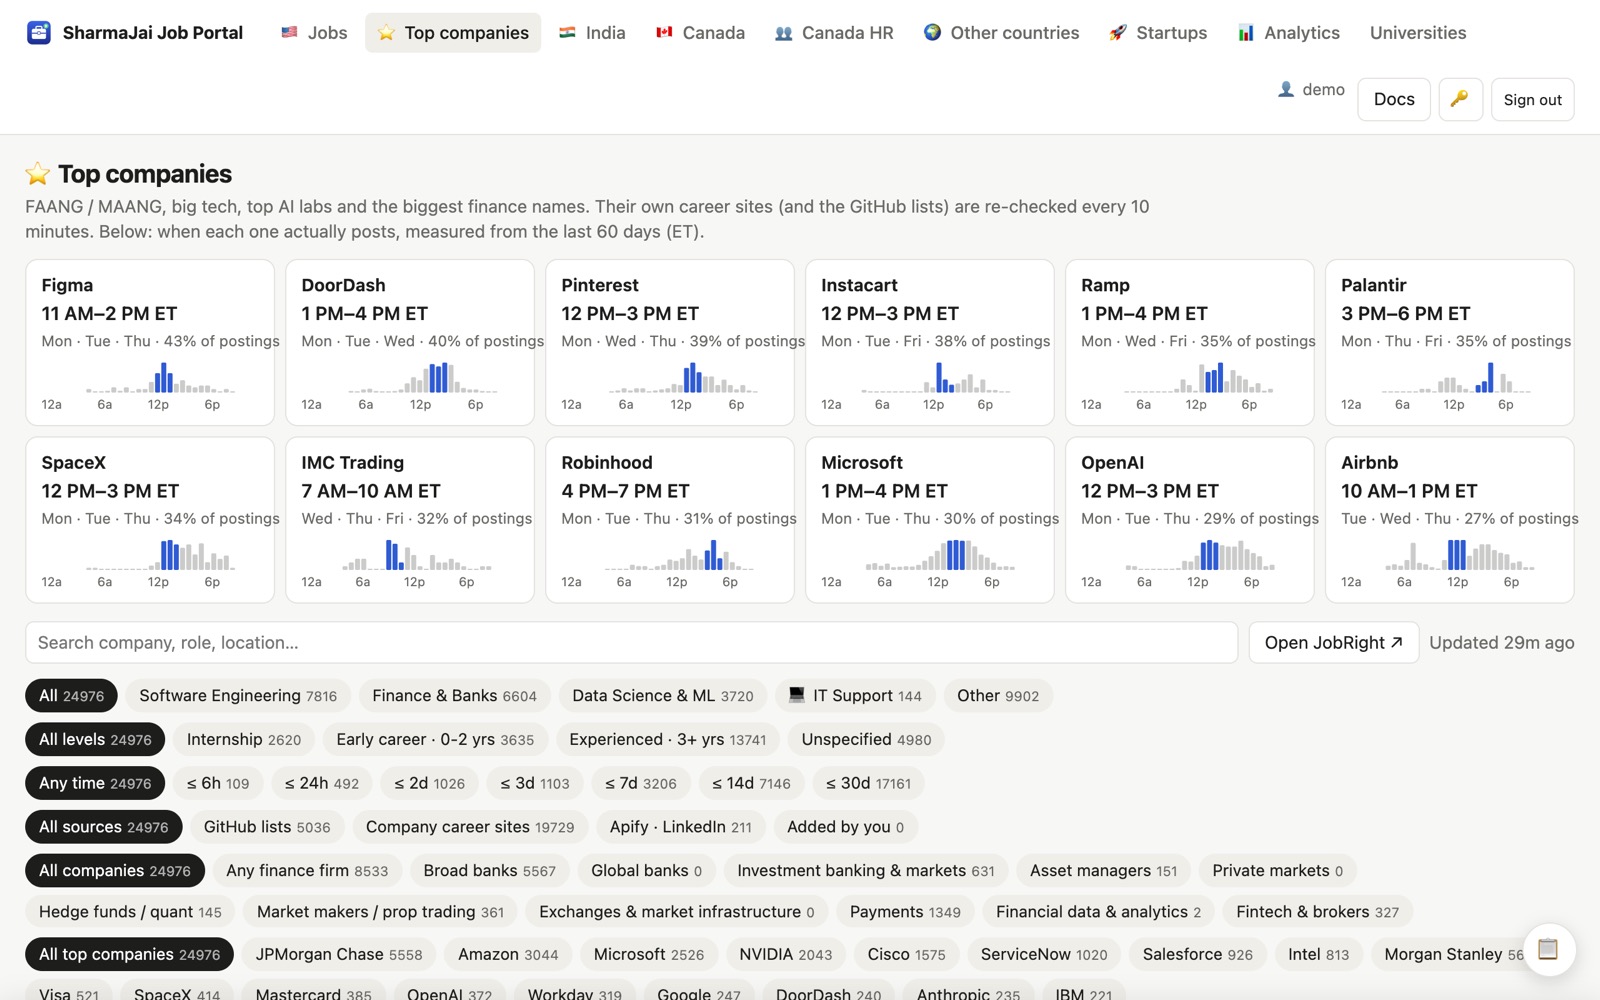 SharmaJai Job Portal Jobs Top companies India Canada Canada HR Other countries Startups Analytics Universities
demo Docs Sign out
Top companies
FAANG / MAANG, big tech, top AI labs and the biggest finance names. Their own career sites (and the GitHub lists) are re-checked every 10
minutes. Below: when each one actually posts, measured from the last 60 days (ET).
Figma
11 AM–2 PM ET
Mon · Tue · Thu · 43% of postings
12a 6a 12p 6p
DoorDash
1 PM–4 PM ET
Mon · Tue · Wed · 40% of postings
12a 6a 12p 6p
Pinterest
12 PM–3 PM ET
Mon · Wed · Thu · 39% of postings
12a 6a 12p 6p
Instacart
12 PM–3 PM ET
Mon · Tue · Fri · 38% of postings
12a 6a 12p 6p
Ramp
1 PM–4 PM ET
Mon · Wed · Fri · 35% of postings
12a 6a 12p 6p
Palantir
3 PM–6 PM ET
Mon · Thu · Fri · 35% of postings
12a 6a 12p 6p
SpaceX
12 PM–3 PM ET
Mon · Tue · Thu · 34% of postings
12a 6a 12p 6p
IMC Trading
7 AM–10 AM ET
Wed · Thu · Fri · 32% of postings
12a 6a 12p 6p
Robinhood
4 PM–7 PM ET
Mon · Tue · Thu · 31% of postings
12a 6a 12p 6p
Microsoft
1 PM–4 PM ET
Mon · Tue · Thu · 30% of postings
12a 6a 12p 6p
OpenAI
12 PM–3 PM ET
Mon · Tue · Thu · 29% of postings
12a 6a 12p 6p
Airbnb
10 AM–1 PM ET
Tue · Wed · Thu · 27% of postings
12a 6a 12p 6p
Search company, role, location... Open JobRight ↗ Updated 29m ago
All 24976 Software Engineering 7816 Finance & Banks 6604 Data Science & ML 3720 IT Support 144 Other 9902
All levels 24976 Internship 2620 Early career · 0-2 yrs 3635 Experienced · 3+ yrs 13741 Unspecified 4980
Any time 24976 ≤ 6h 109 ≤ 24h 492 ≤ 2d 1026 ≤ 3d 1103 ≤ 7d 3206 ≤ 14d 7146 ≤ 30d 17161
All sources 24976 GitHub lists 5036 Company career sites 19729 Apify · LinkedIn 211 Added by you 0
All companies 24976 Any finance firm 8533 Broad banks 5567 Global banks 0 Investment banking & markets 631 Asset managers 151 Private markets 0
Hedge funds / quant 145 Market makers / prop trading 361 Exchanges & market infrastructure 0 Payments 1349 Financial data & analytics 2 Fintech & brokers 327
All top companies 24976 JPMorgan Chase 5558 Amazon 3044 Microsoft 2526 NVIDIA 2043 Cisco 1575 ServiceNow 1020 Salesforce 926 Intel 813 Morgan Stanley
Visa 521 SpaceX 414 Mastercard 385 OpenAI 372 Workday 319 Google 247 DoorDash 240 Anthropic 235 IBM 221